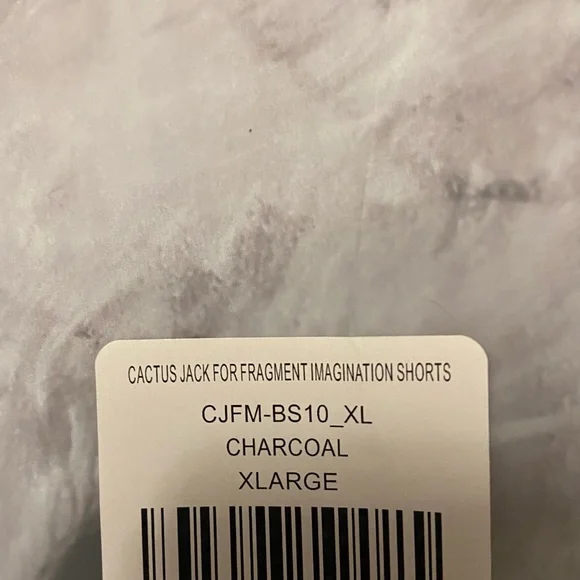 CACTUS JACK FOR FRAGMENT IMAGINATION SHORTS
CJFM-BS10_XL
CHARCOAL
XLARGE